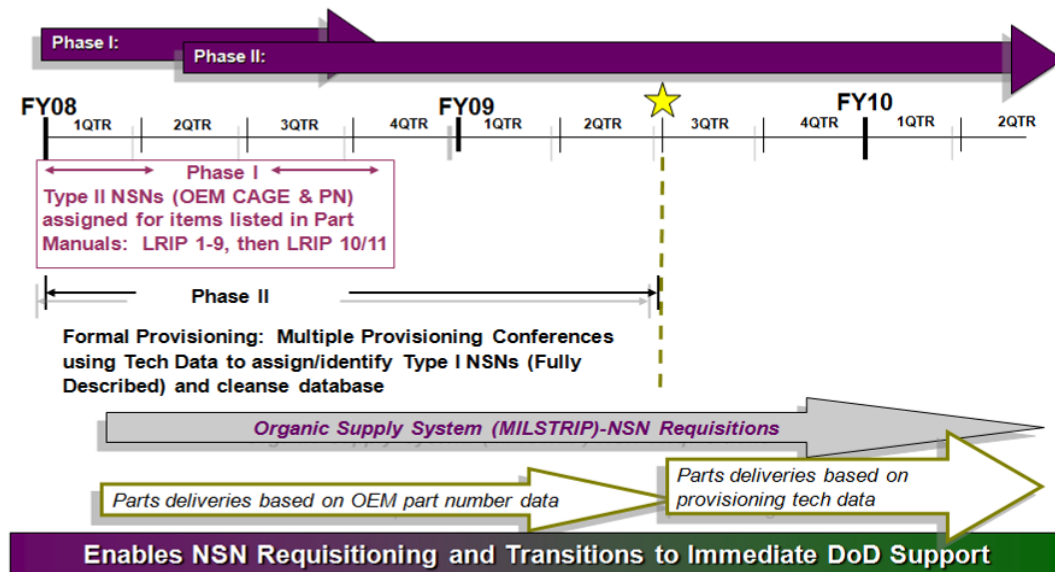 Phase I:
Phase II:
FY08
FY09
FY10
1QTR
2QTR
3QTR
4QTR
1QTR
2QTR
3QTR
4QTR
1QTR
2QTR
Phase I
Type II NSNs (OEM CAGE & PN)
assigned for items listed in Part
Manuals: LRIP 1-9, then LRIP 10/11
Phase II
Formal Provisioning: Multiple Provisioning Conferences
using Tech Data to assign/identify Type I NSNs (Fully
Described) and cleanse database
Organic Supply System (MILSTRIP)-NSN Requisitions
Parts deliveries based on OEM part number data
Parts deliveries based on
provisioning tech data
Enables NSN Requisitioning and Transitions to Immediate DoD Support